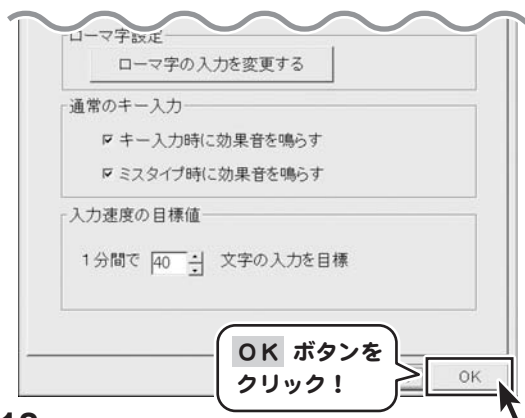 ローマ字設定
ローマ字の入力を変更する
通常のキー入力
キー入力時に効果音を鳴らす
ミスタイプ時に効果音を鳴らす
入力速度の目標値
1分間で 40 文字の入力を目標
OK ボタンを
クリック！
OK